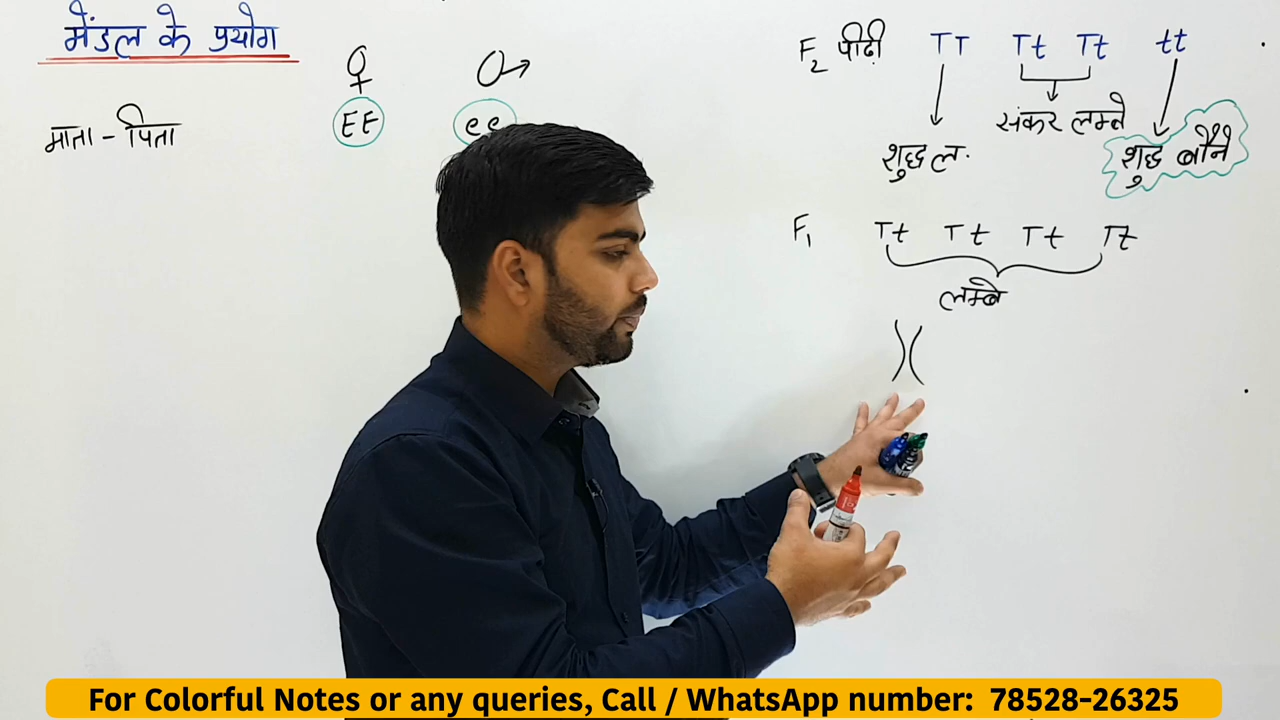 मेंडल के प्रयोग
♀ ♂
माता - पिता EE ee
F₂ पीढ़ी TT Tt Tt tt
संकर लम्बे
शुद्ध ल. शुद्ध बौने
F₁ Tt Tt Tt Tt
लम्बे
For Colorful Notes or any queries, Call / WhatsApp number: 78528-26325